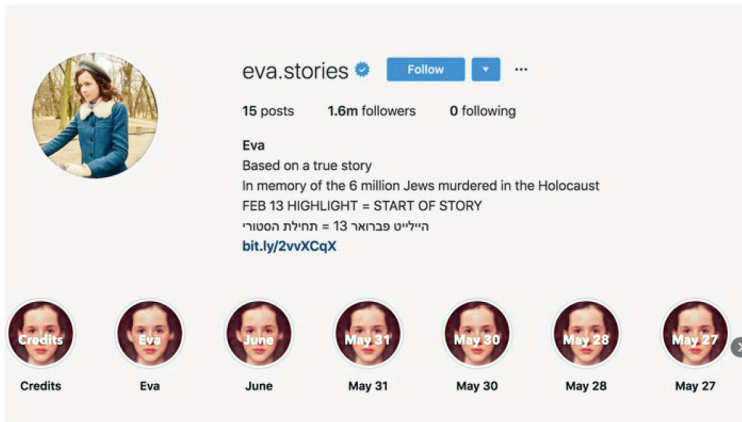 eva.stories Follow
15 posts 1.6m followers 0 following
Eva
Based on a true story
In memory of the 6 million Jews murdered in the Holocaust
FEB 13 HIGHLIGHT = START OF STORY
היילייט פברואר 13 = תחילת הסטורי
bit.ly/2vvXCqX
Credits Eva June May 31 May 30 May 28 May 27
Credits Eva June May 31 May 30 May 28 May 27